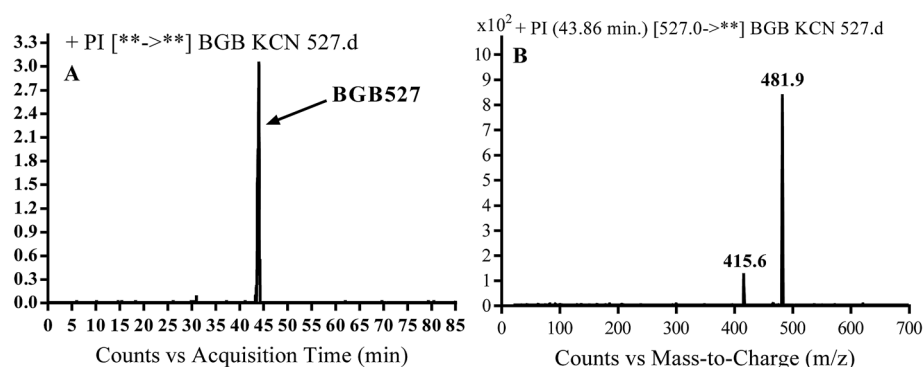 + PI [**->**] BGB KCN 527.d
A
BGB527
3.3
3.0
2.7
2.4
2.1
1.8
1.5
1.2
0.9
0.6
0.3
0.0
0 5 10 15 20 25 30 35 40 45 50 55 60 65 70 75 80 85
Counts vs Acquisition Time (min)
x10² + PI (43.86 min.) [527.0->**] BGB KCN 527.d
B
481.9
415.6
10
9
8
7
6
5
4
3
2
1
0
0 100 200 300 400 500 600 700
Counts vs Mass-to-Charge (m/z)